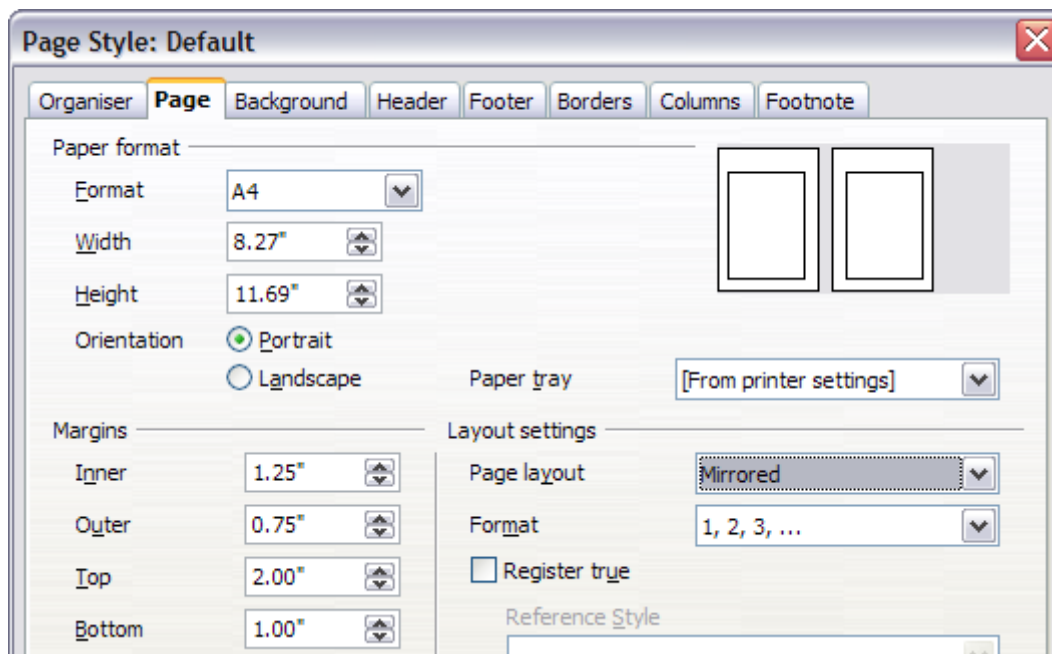 Page Style: Default
Organiser Page Background Header Footer Borders Columns Footnote
Paper format
Format A4
Width 8.27"
Height 11.69"
Orientation Portrait
Landscape Paper tray [From printer settings]
Margins Layout settings
Inner 1.25" Page layout Mirrored
Outer 0.75" Format 1, 2, 3, ...
Top 2.00" Register true
Reference Style
Bottom 1.00"